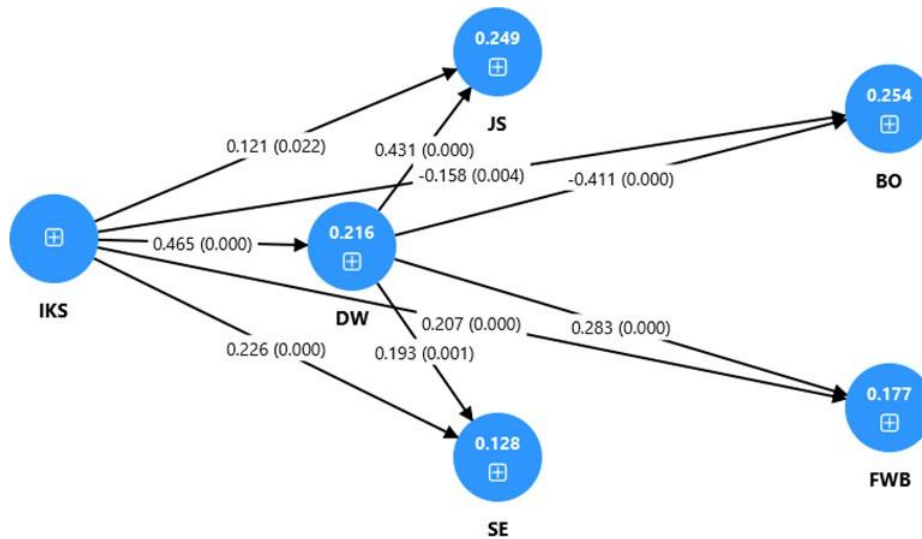 0.249
JS
0.254
BO
0.121 (0.022)
0.431 (0.000)
-0.158 (0.004)
-0.411 (0.000)
0.216
DW
0.465 (0.000)
IKS
0.207 (0.000)
0.283 (0.000)
0.226 (0.000)
0.193 (0.001)
0.177
FWB
0.128
SE